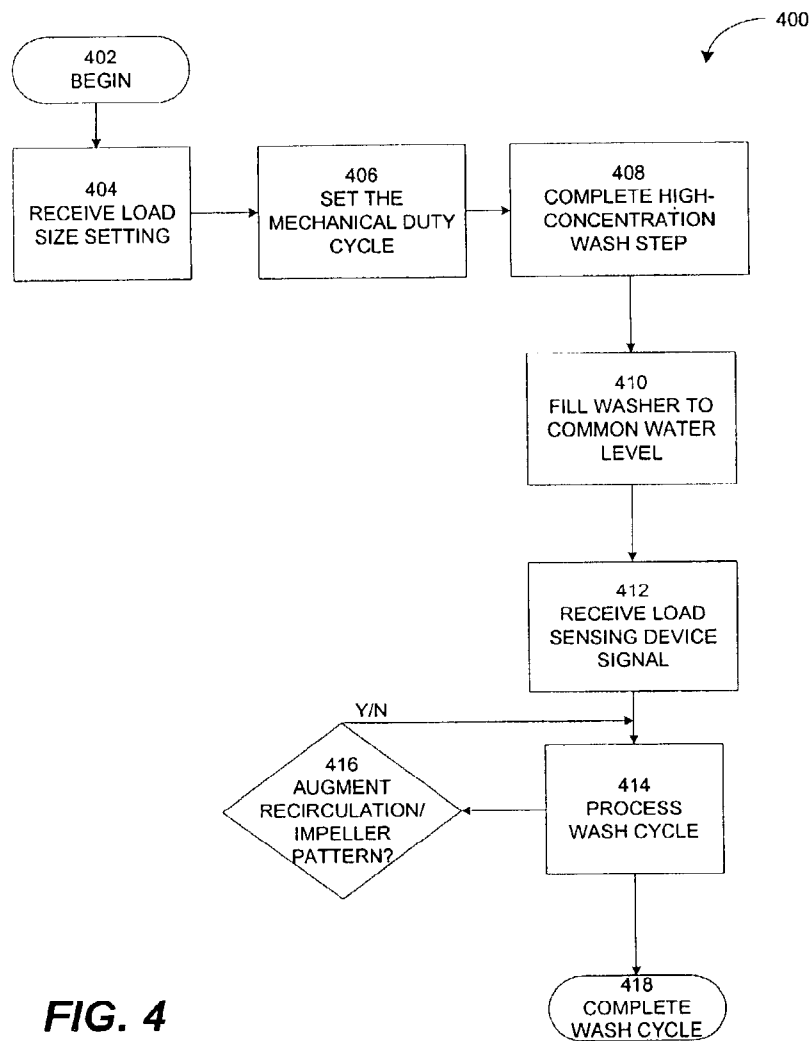 400
402
BEGIN
404
RECEIVE LOAD
SIZE SETTING
406
SET THE
MECHANICAL DUTY
CYCLE
408
COMPLETE HIGH-
CONCENTRATION
WASH STEP
410
FILL WASHER TO
COMMON WATER
LEVEL
412
RECEIVE LOAD
SENSING DEVICE
SIGNAL
Y/N
416
AUGMENT
RECIRCULATION/
IMPELLER
PATTERN?
414
PROCESS
WASH CYCLE
418
COMPLETE
WASH CYCLE
FIG. 4